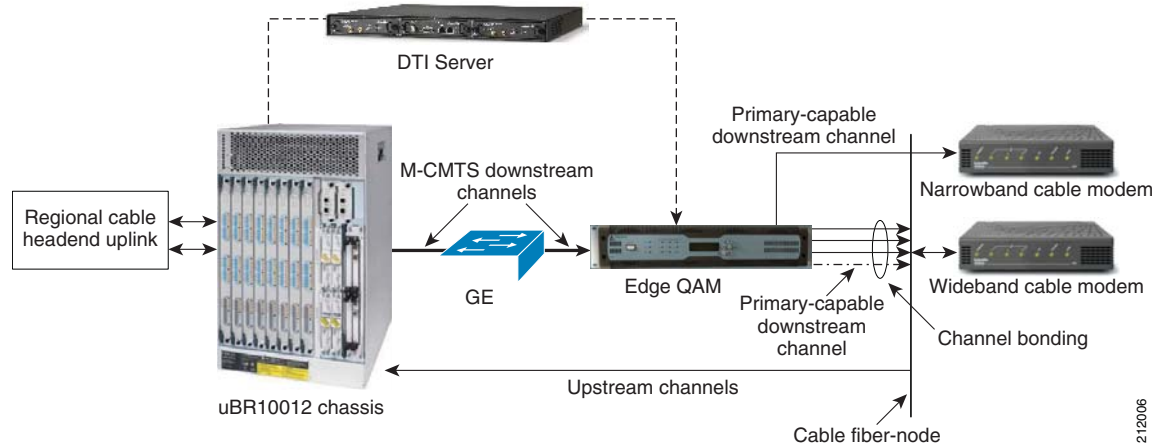 DTI Server
Primary-capable
downstream channel
M-CMTS downstream
channels
Narrowband cable modem
Regional cable
headend uplink
GE
Edge QAM
Wideband cable modem
Primary-capable
downstream
channel
Channel bonding
Upstream channels
uBR10012 chassis
Cable fiber-node
212006